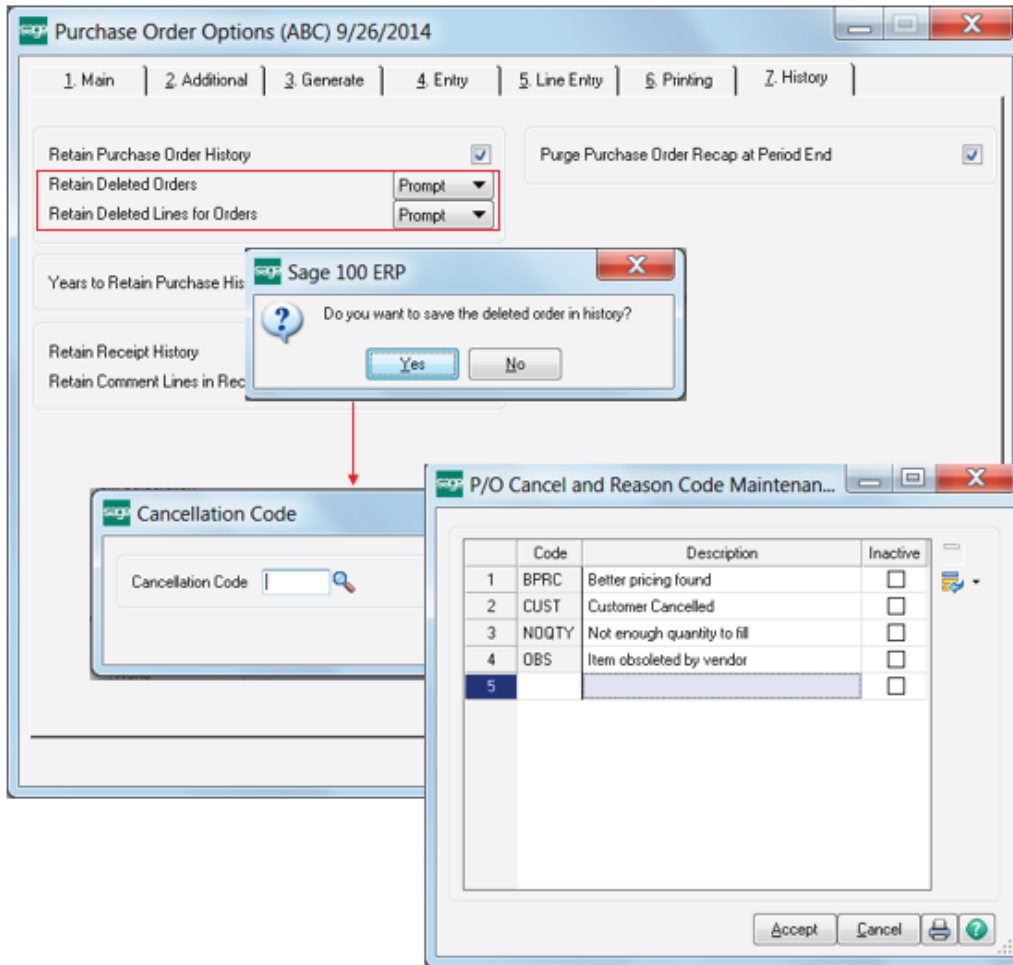 sage Purchase Order Options (ABC) 9/26/2014
1. Main 2. Additional 3. Generate 4. Entry 5. Line Entry 6. Printing 7. History
Retain Purchase Order History
Purge Purchase Order Recap at Period End
Retain Deleted Orders Prompt
Retain Deleted Lines for Orders Prompt
Years to Retain Purchase His
sage Sage 100 ERP
Do you want to save the deleted order in history?
Yes No
Retain Receipt History
Retain Comment Lines in Rec
sage Cancellation Code
Cancellation Code
sage P/O Cancel and Reason Code Maintenan...
Code Description Inactive
1 BPRC Better pricing found
2 CUST Customer Cancelled
3 NOQTY Not enough quantity to fill
4 OBS Item obsoleted by vendor
5
Accept Cancel